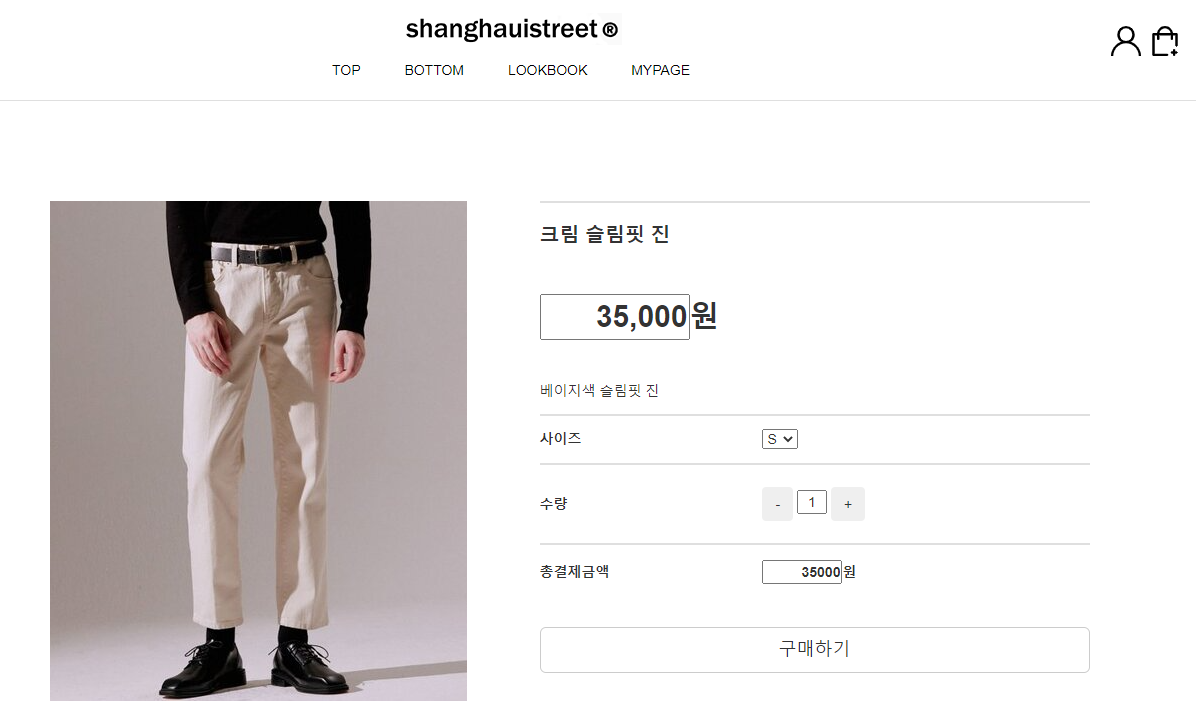 shanghauistreet ®
TOP BOTTOM LOOKBOOK MYPAGE
크림 슬림핏 진
35,000원
베이지색 슬림핏 진
사이즈 S
수량 - 1 +
총결제금액 35000원
구매하기